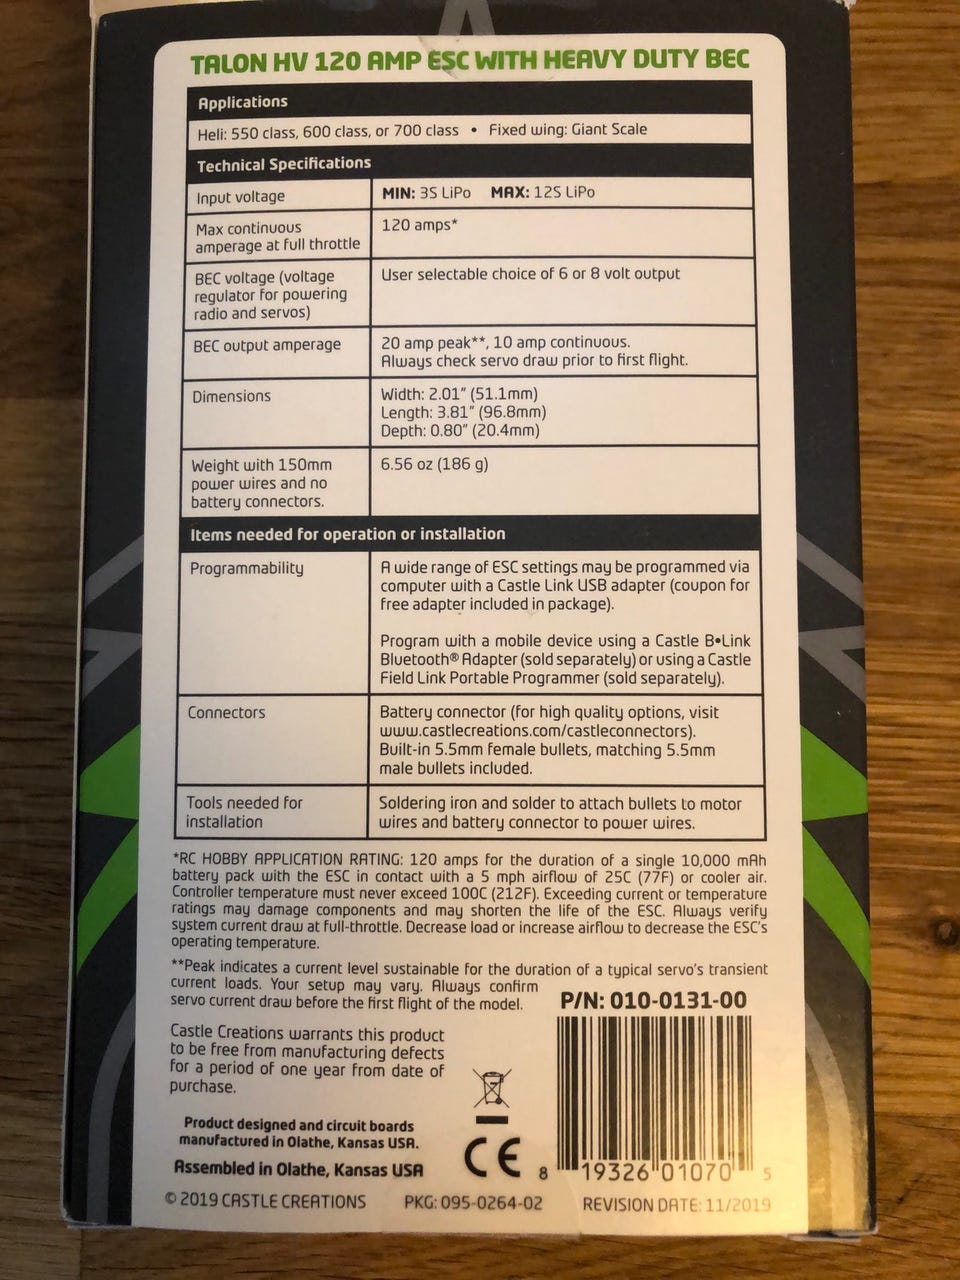 TALON HV 120 AMP ESC WITH HEAVY DUTY BEC
Applications
Heli: 550 class, 600 class, or 700 class • Fixed wing: Giant Scale
Technical Specifications
Input voltage
MIN: 3S LiPo MAX: 12S LiPo
Max continuous
amperage at full throttle
120 amps*
BEC voltage (voltage
regulator for powering
radio and servos)
User selectable choice of 6 or 8 volt output
BEC output amperage
20 amp peak**, 10 amp continuous.
Always check servo draw prior to first flight.
Dimensions
Width: 2.01" (51.1mm)
Length: 3.81" (96.8mm)
Depth: 0.80" (20.4mm)
Weight with 150mm
power wires and no
battery connectors.
6.56 oz (186 g)
Items needed for operation or installation
Programmability
A wide range of ESC settings may be programmed via
computer with a Castle Link USB adapter (coupon for
free adapter included in package).
Program with a mobile device using a Castle B•Link
Bluetooth® Adapter (sold separately) or using a Castle
Field Link Portable Programmer (sold separately).
Connectors
Battery connector (for high quality options, visit
www.castlecreations.com/castleconnectors).
Built-in 5.5mm female bullets, matching 5.5mm
male bullets included.
Tools needed for
installation
Soldering iron and solder to attach bullets to motor
wires and battery connector to power wires.
*RC HOBBY APPLICATION RATING: 120 amps for the duration of a single 10,000 mAh
battery pack with the ESC in contact with a 5 mph airflow of 25C (77F) or cooler air.
Controller temperature must never exceed 100C (212F). Exceeding current or temperature
ratings may damage components and may shorten the life of the ESC. Always verify
system current draw at full-throttle. Decrease load or increase airflow to decrease the ESC's
operating temperature.
**Peak indicates a current level sustainable for the duration of a typical servo's transient
current loads. Your setup may vary. Always confirm
servo current draw before the first flight of the model.
P/N: 010-0131-00
Castle Creations warrants this product
to be free from manufacturing defects
for a period of one year from date of
purchase.
Product designed and circuit boards
manufactured in Olathe, Kansas USA.
Assembled in Olathe, Kansas USA
CE
8 19326 01070 5
© 2019 CASTLE CREATIONS PKG: 095-0264-02 REVISION DATE: 11/2019